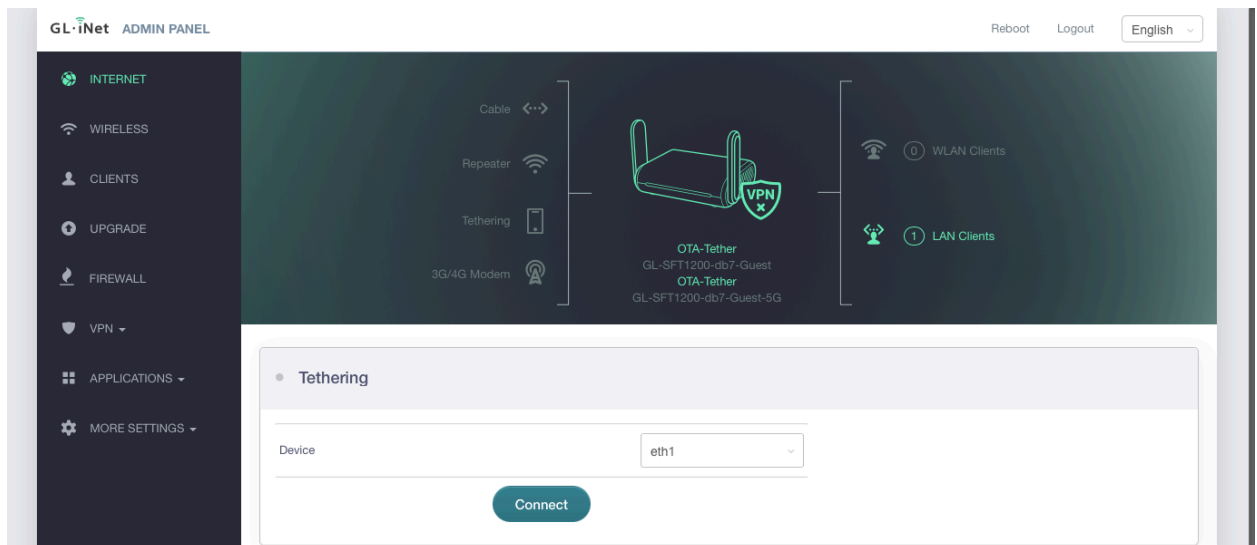 GL·iNet ADMIN PANEL
Reboot Logout English
INTERNET
WIRELESS
CLIENTS
UPGRADE
FIREWALL
VPN
APPLICATIONS
MORE SETTINGS
Cable
Repeater
Tethering
3G/4G Modem
VPN
OTA-Tether
GL-SFT1200-db7-Guest
OTA-Tether
GL-SFT1200-db7-Guest-5G
0 WLAN Clients
1 LAN Clients
Tethering
Device eth1
Connect